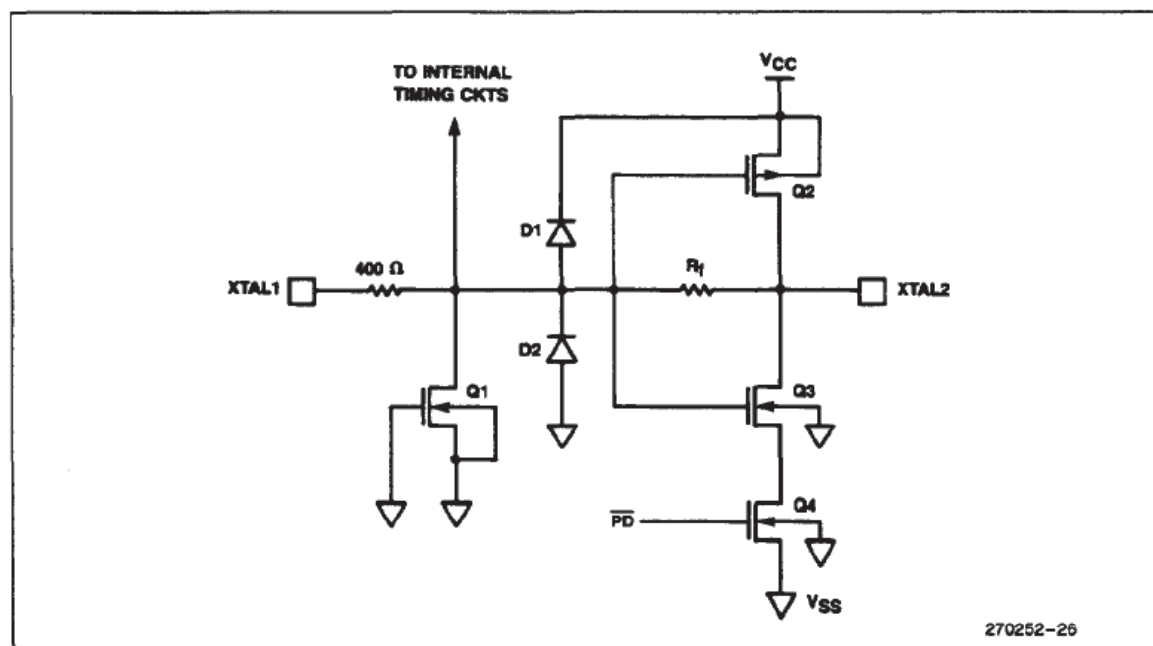 TO INTERNAL
TIMING CKTS
VCC
Q2
D1
400 Ω
Rf
XTAL1
XTAL2
D2
Q1
Q3
Q4
PD
VSS
270252-26